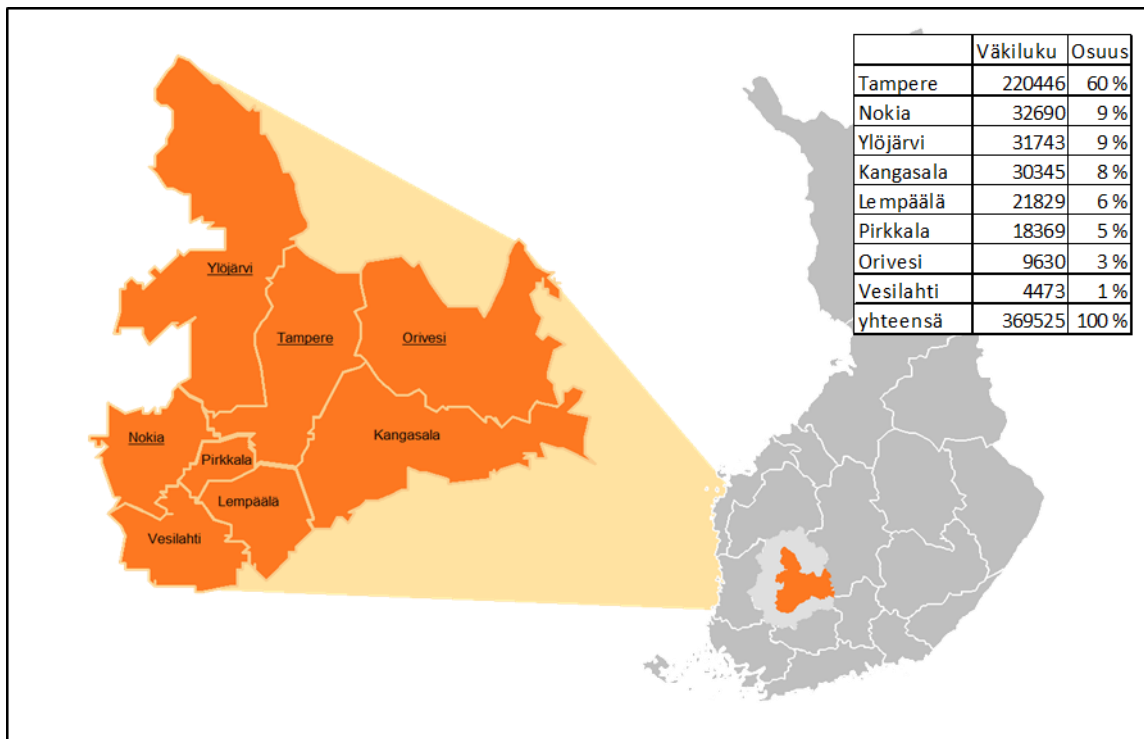 Väkiluku Osuus
Tampere 220446 60 %
Nokia 32690 9 %
Ylöjärvi 31743 9 %
Kangasala 30345 8 %
Lempäälä 21829 6 %
Pirkkala 18369 5 %
Orivesi 9630 3 %
Vesilahti 4473 1 %
yhteensä 369525 100 %
Ylöjärvi
Tampere
Orivesi
Nokia
Kangasala
Pirkkala
Lempäälä
Vesilahti